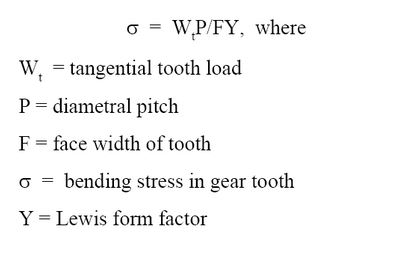 σ = WₜP/FY, where
Wₜ = tangential tooth load
P = diametral pitch
F = face width of tooth
σ = bending stress in gear tooth
Y = Lewis form factor